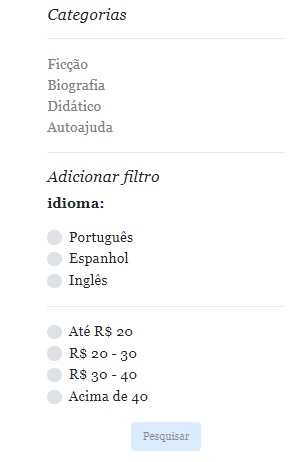 Categorias
Ficção
Biografia
Didático
Autoajuda
Adicionar filtro
idioma:
Português
Espanhol
Inglês
Até R$ 20
R$ 20 - 30
R$ 30 - 40
Acima de 40
Pesquisar